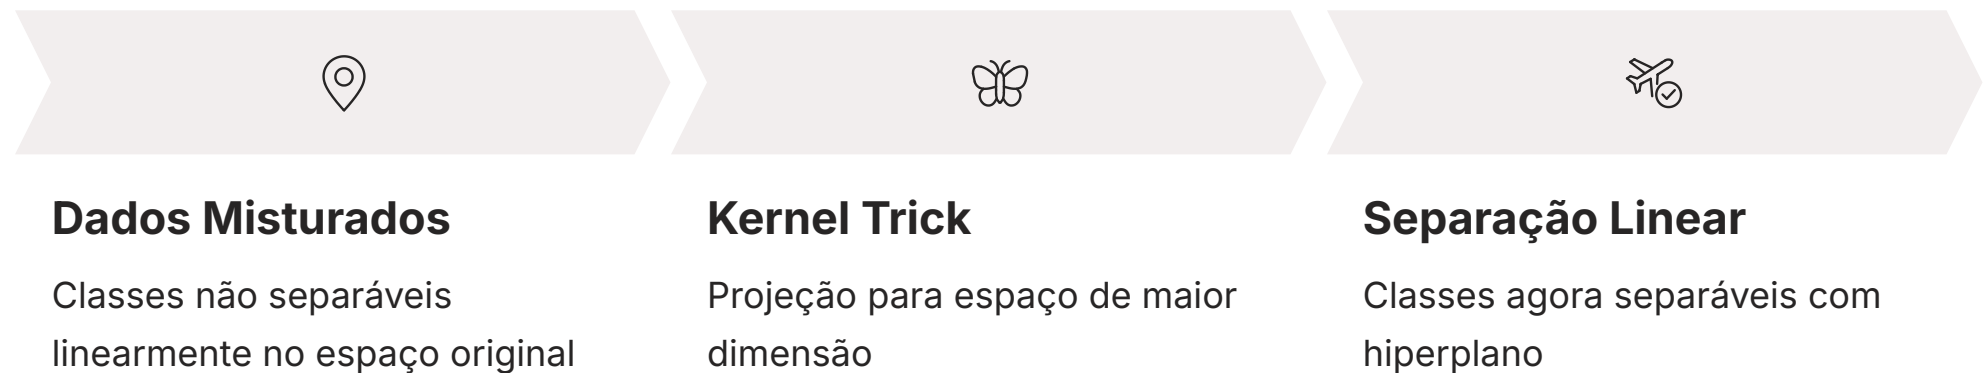 Dados Misturados
Classes não separáveis
linearmente no espaço original
Kernel Trick
Projeção para espaço de maior
dimensão
Separação Linear
Classes agora separáveis com
hiperplano